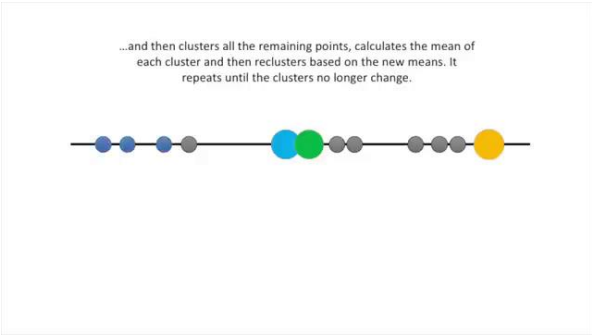 ...and then clusters all the remaining points, calculates the mean of
each cluster and then reclusters based on the new means. It
repeats until the clusters no longer change.